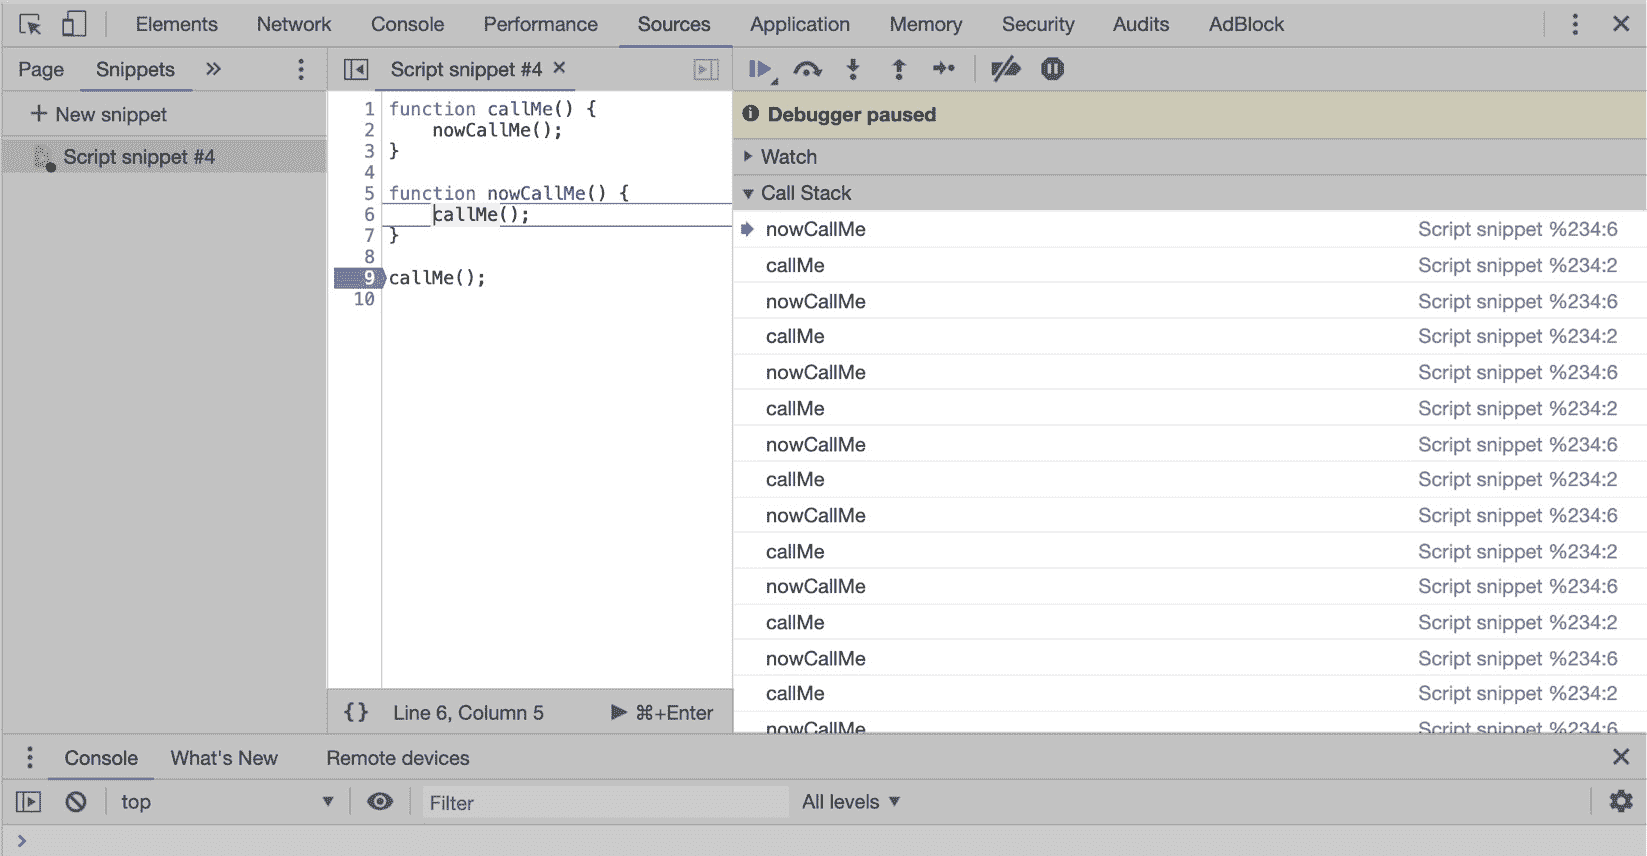 Elements Network Console Performance Sources Application Memory Security Audits AdBlock
Page Snippets
Script snippet #4
New snippet
Script snippet #4
1 function callMe() {
2 nowCallMe();
3 }
4
5 function nowCallMe() {
6 callMe();
7 }
8
9 callMe();
10
{} Line 6, Column 5 ⌘+Enter
Debugger paused
Watch
Call Stack
nowCallMe Script snippet %234:6
callMe Script snippet %234:2
nowCallMe Script snippet %234:6
callMe Script snippet %234:2
nowCallMe Script snippet %234:6
callMe Script snippet %234:2
nowCallMe Script snippet %234:6
callMe Script snippet %234:2
nowCallMe Script snippet %234:6
callMe Script snippet %234:2
nowCallMe Script snippet %234:6
callMe Script snippet %234:2
nowCallMe Script snippet %234:6
callMe Script snippet %234:2
nowCallMe Script snippet %234:6
Console What's New Remote devices
top Filter All levels